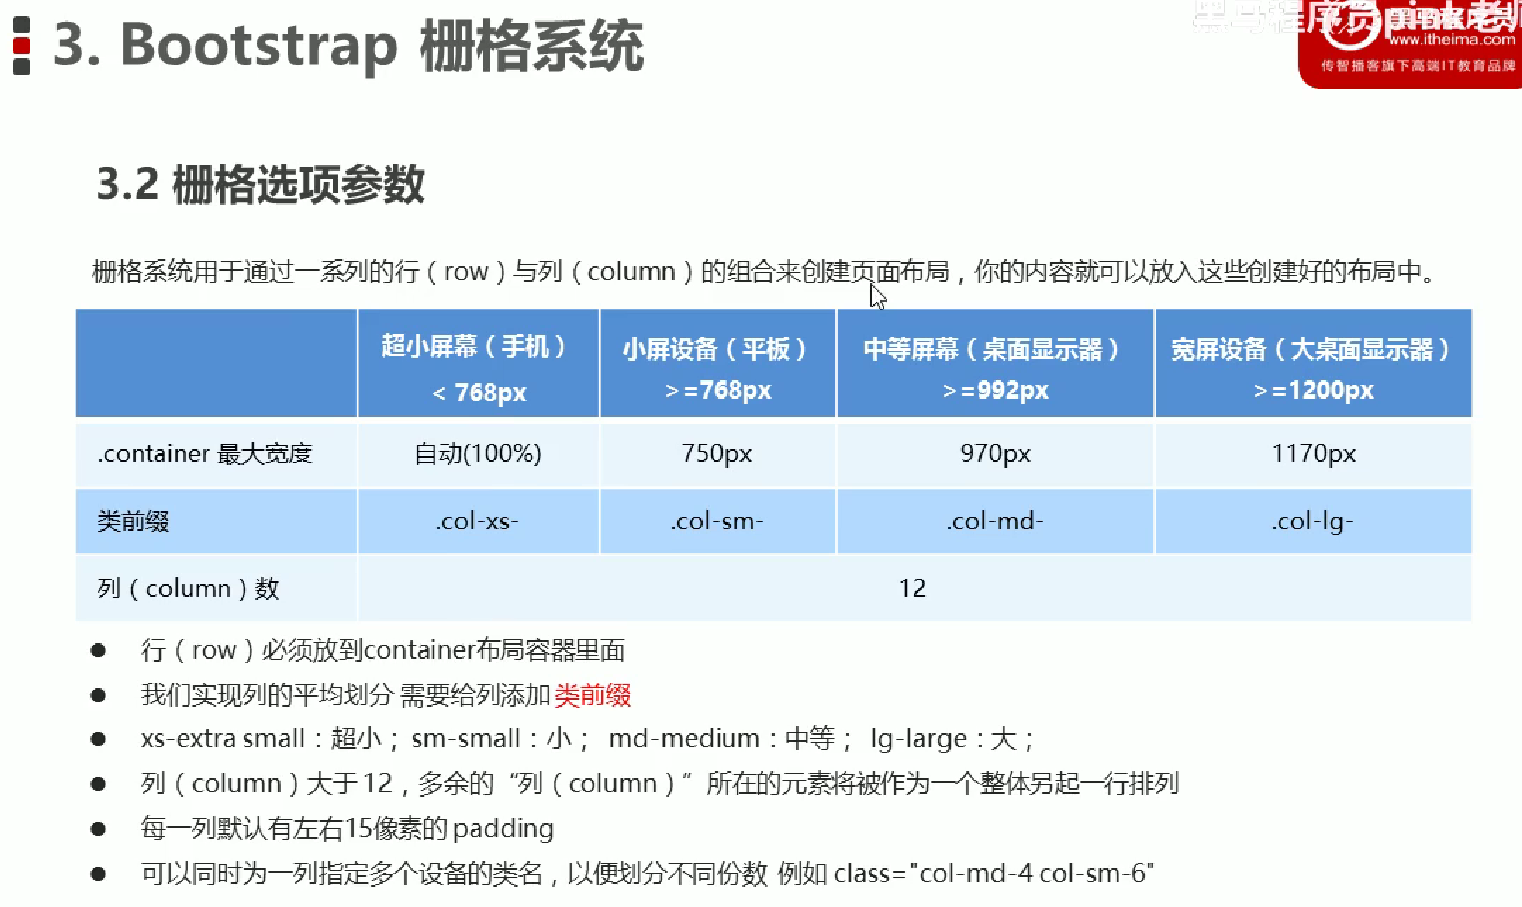 3. Bootstrap 栅格系统
黑马程序员pink老师
www.itheima.com
传智播客旗下高端IT教育品牌
3.2 栅格选项参数
栅格系统用于通过一系列的行（row）与列（column）的组合来创建页面布局，你的内容就可以放入这些创建好的布局中。
超小屏幕（手机） < 768px
小屏设备（平板） >=768px
中等屏幕（桌面显示器） >=992px
宽屏设备（大桌面显示器） >=1200px
.container 最大宽度 自动(100%) 750px 970px 1170px
类前缀 .col-xs- .col-sm- .col-md- .col-lg-
列（column）数 12
● 行（row）必须放到container布局容器里面
● 我们实现列的平均划分 需要给列添加 类前缀
● xs-extra small：超小； sm-small：小； md-medium：中等； lg-large：大；
● 列（column）大于 12，多余的“列（column）”所在的元素将被作为一个整体另起一行排列
● 每一列默认有左右15像素的 padding
● 可以同时为一列指定多个设备的类名，以便划分不同份数 例如 class="col-md-4 col-sm-6"